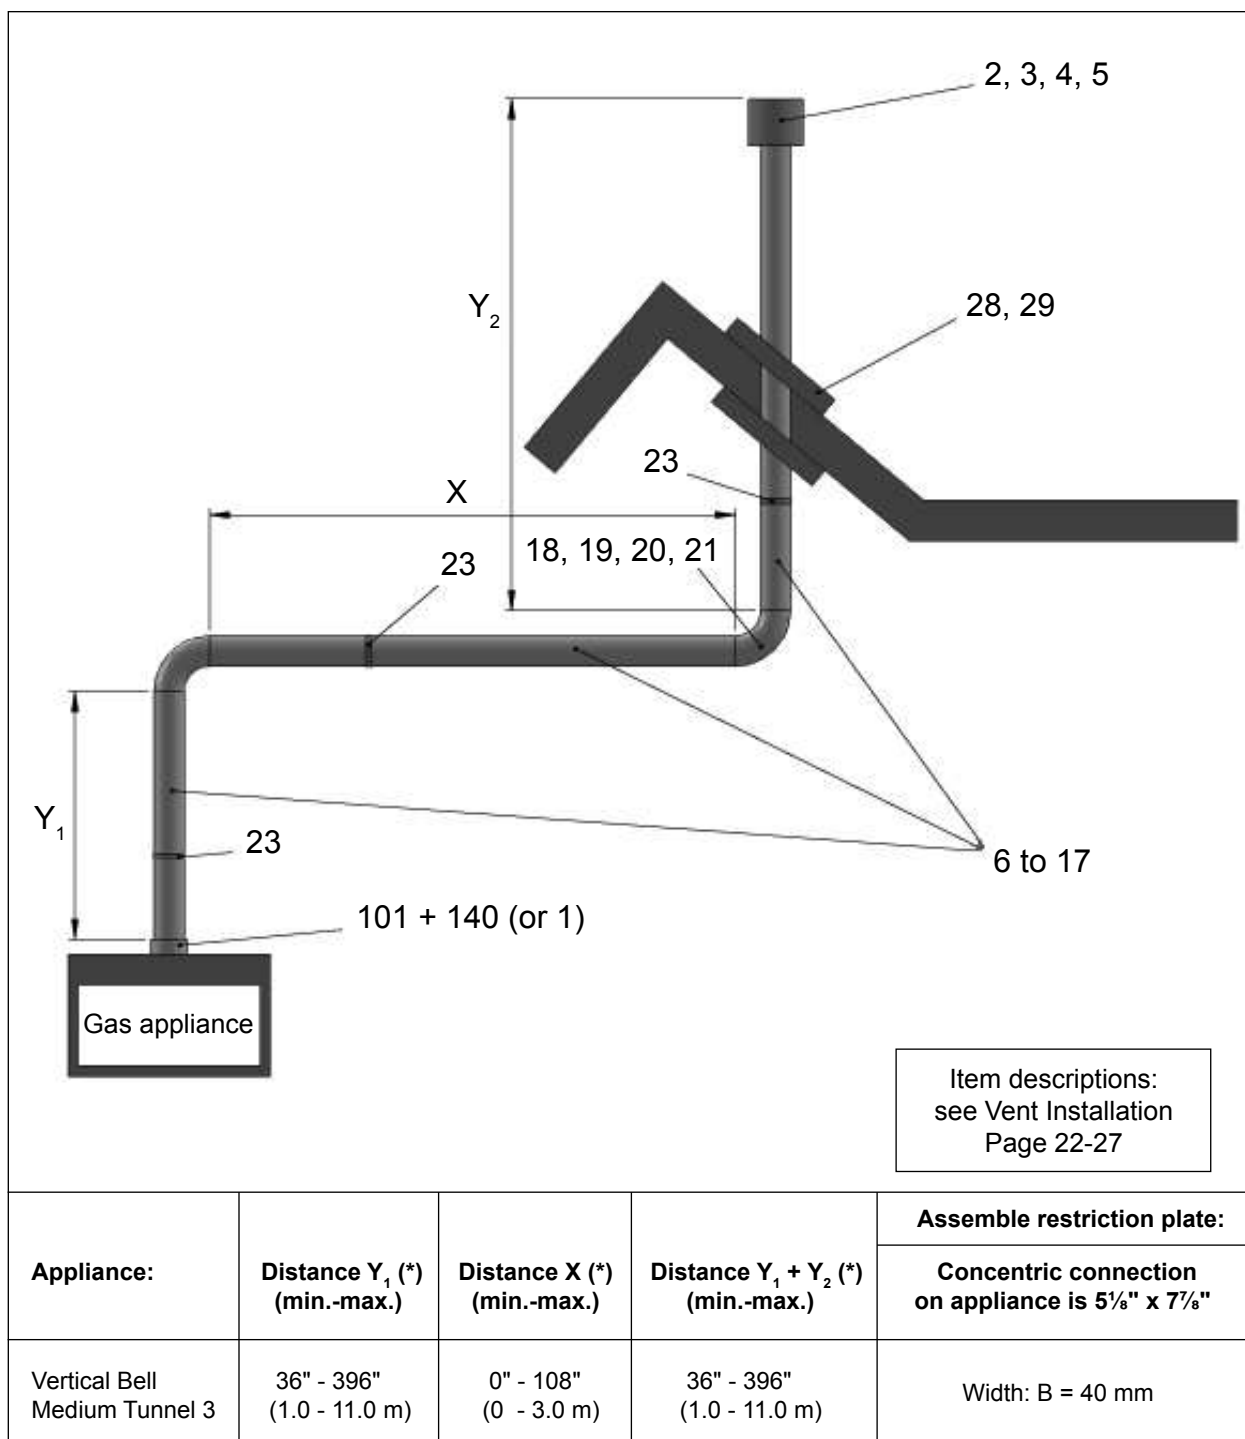 2, 3, 4, 5
Y₂
28, 29
23
X
18, 19, 20, 21
23
Y₁
23
6 to 17
101 + 140 (or 1)
Gas appliance
Item descriptions:
see Vent Installation
Page 22-27
Assemble restriction plate:
Appliance:
Distance Y₁ (*)
(min.-max.)
Distance X (*)
(min.-max.)
Distance Y₁ + Y₂ (*)
(min.-max.)
Concentric connection
on appliance is 5⅛" x 7⅞"
Vertical Bell
Medium Tunnel 3
36" - 396"
(1.0 - 11.0 m)
0" - 108"
(0 - 3.0 m)
36" - 396"
(1.0 - 11.0 m)
Width: B = 40 mm